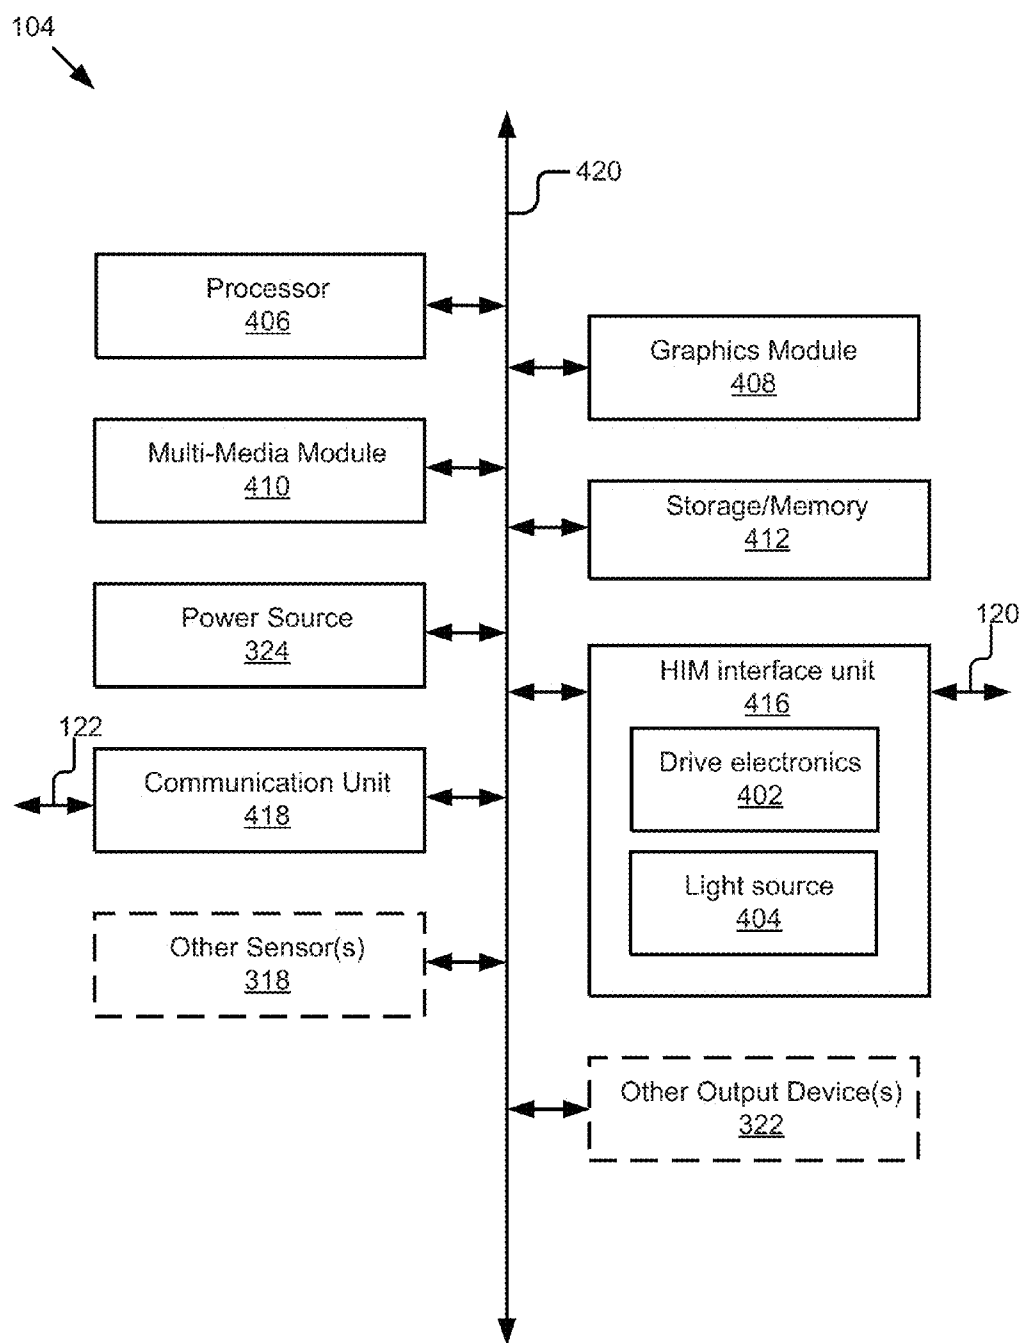 104
420
Processor
406
Graphics Module
408
Multi-Media Module
410
Storage/Memory
412
Power Source
324
120
HIM interface unit
416
122
Drive electronics
402
Communication Unit
418
Light source
404
Other Sensor(s)
318
Other Output Device(s)
322